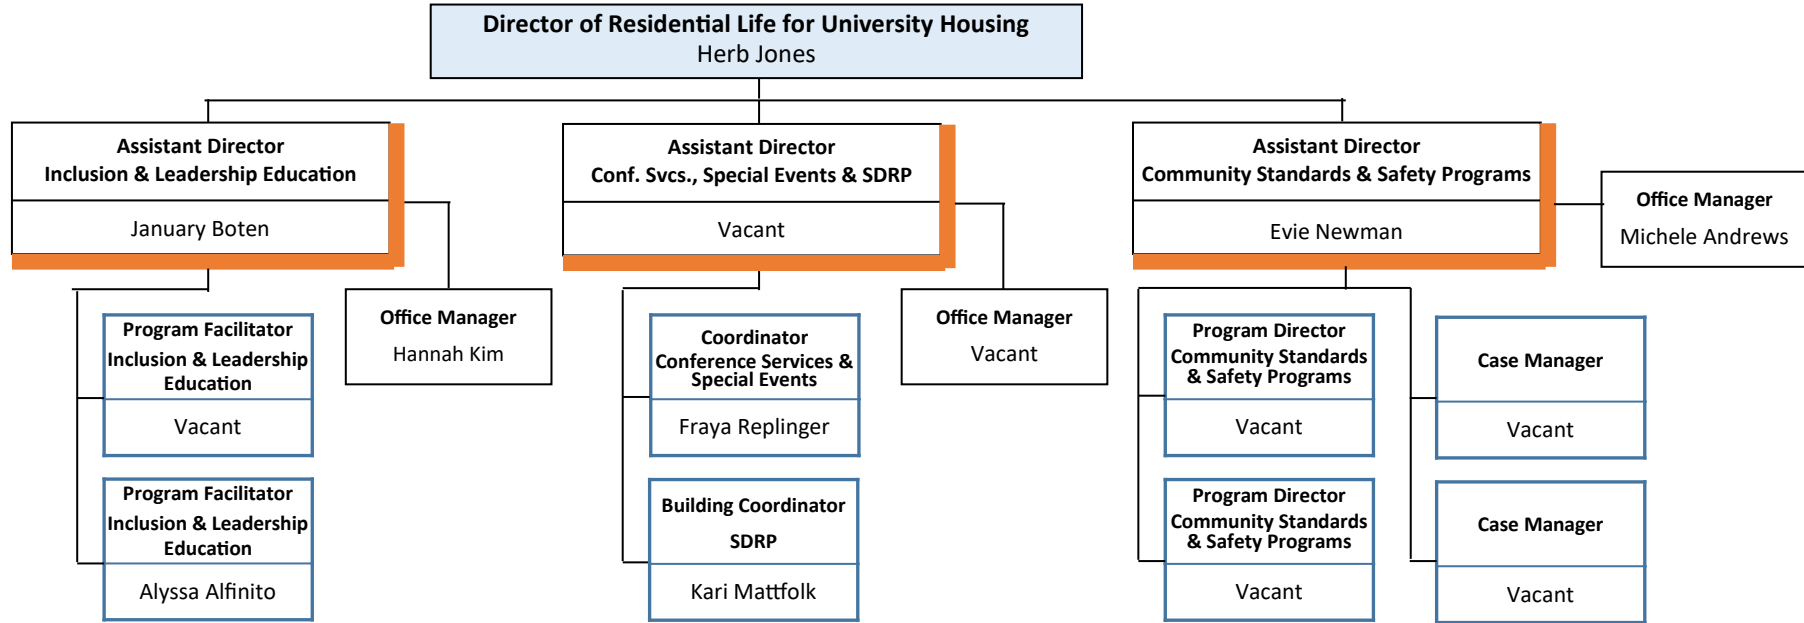 Director of Residential Life for University Housing
Herb Jones
Assistant Director
Inclusion & Leadership Education
January Boten
Office Manager
Hannah Kim
Program Facilitator
Inclusion & Leadership
Education
Vacant
Program Facilitator
Inclusion & Leadership
Education
Alyssa Alfinito
Assistant Director
Conf. Svcs., Special Events & SDRP
Vacant
Office Manager
Vacant
Coordinator
Conference Services &
Special Events
Fraya Replinger
Building Coordinator
SDRP
Kari Mattfolk
Assistant Director
Community Standards & Safety Programs
Evie Newman
Office Manager
Michele Andrews
Program Director
Community Standards
& Safety Programs
Vacant
Program Director
Community Standards
& Safety Programs
Vacant
Case Manager
Vacant
Case Manager
Vacant